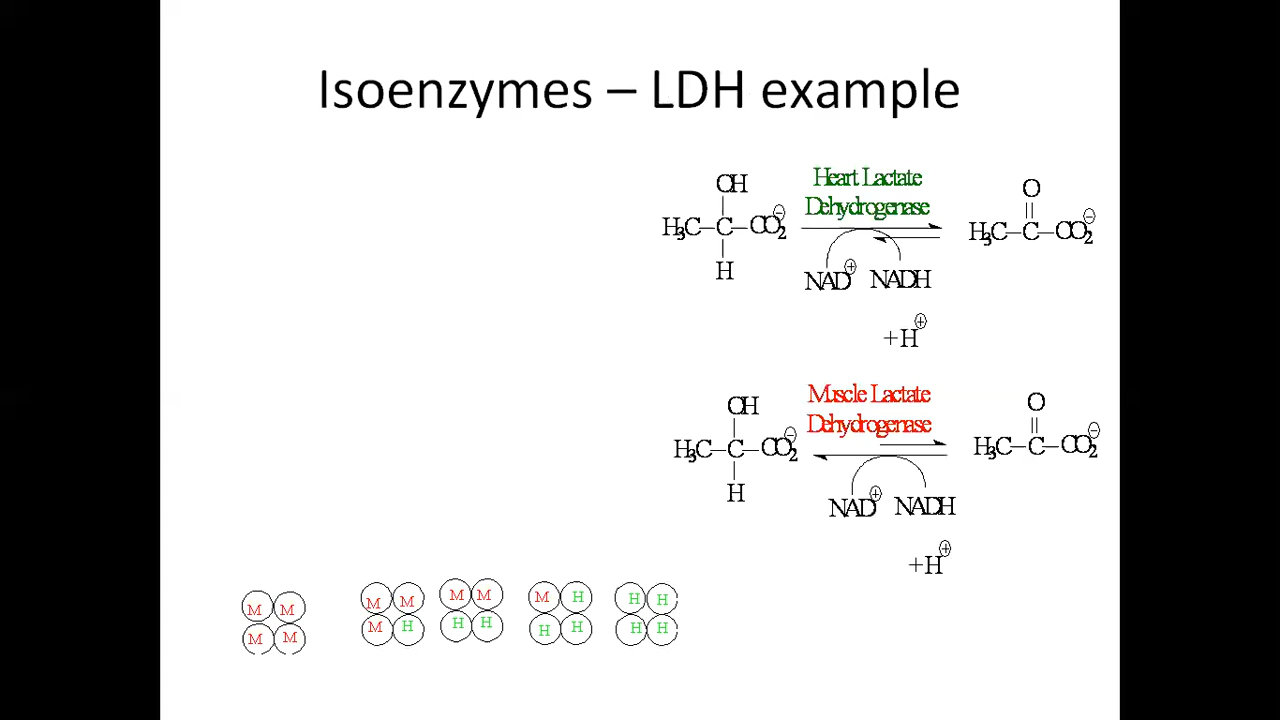 Isoenzymes – LDH example
Heart Lactate
Dehydrogenase
OH
H₃C–C–CO₂⊖
H
NAD⊕ NADH
+H⊕
O
H₃C–C–CO₂⊖
Muscle Lactate
Dehydrogenase
OH
H₃C–C–CO₂⊖
H
NAD⊕ NADH
+H⊕
O
H₃C–C–CO₂⊖
M M M M M M M H H H
M M M H H H H H H H